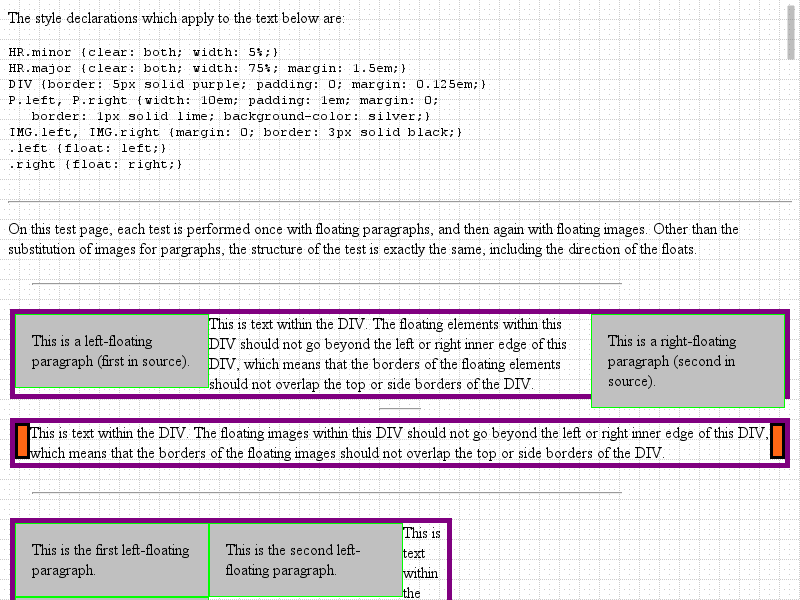 The style declarations which apply to the text below are:
HR.minor {clear: both; width: 5%;}
HR.major {clear: both; width: 75%; margin: 1.5em;}
DIV {border: 5px solid purple; padding: 0; margin: 0.125em;}
P.left, P.right {width: 10em; padding: 1em; margin: 0;
border: 1px solid lime; background-color: silver;}
IMG.left, IMG.right {margin: 0; border: 3px solid black;}
.left {float: left;}
.right {float: right;}
On this test page, each test is performed once with floating paragraphs, and then again with floating images. Other than the
substitution of images for pargraphs, the structure of the test is exactly the same, including the direction of the floats.
This is a left-floating
paragraph (first in source).
This is text within the DIV. The floating elements within this
DIV should not go beyond the left or right inner edge of this
DIV, which means that the borders of the floating elements
should not overlap the top or side borders of the DIV.
This is a right-floating
paragraph (second in
source).
This is text within the DIV. The floating images within this DIV should not go beyond the left or right inner edge of this DIV,
which means that the borders of the floating images should not overlap the top or side borders of the DIV.
This is the first left-floating
paragraph.
This is the second left-
floating paragraph.
This is
text
within
the